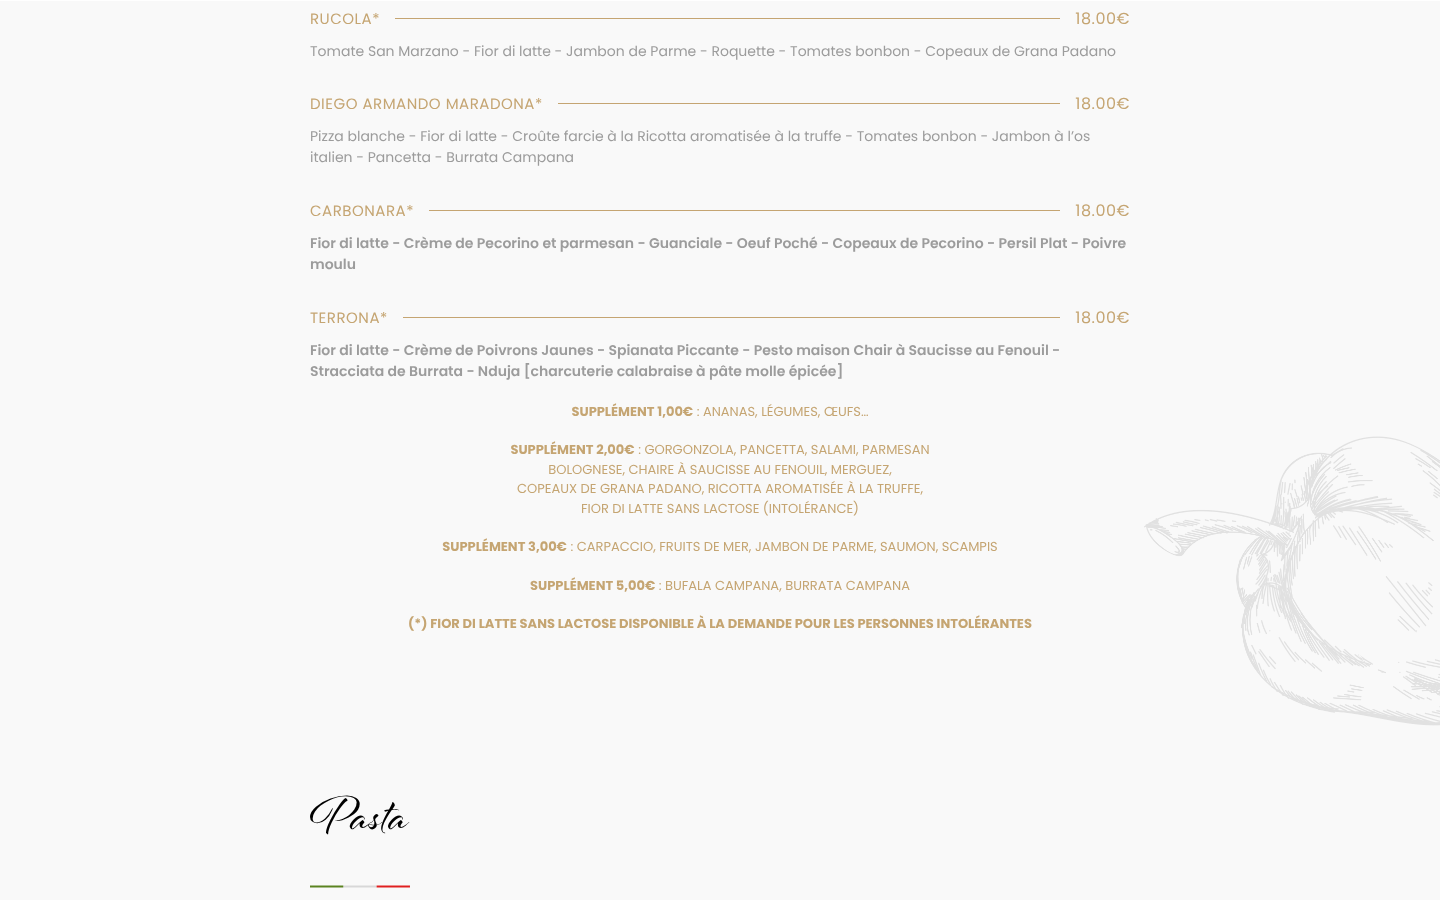 RUCOLA* 18.00€
Tomate San Marzano - Fior di latte - Jambon de Parme - Roquette - Tomates bonbon - Copeaux de Grana Padano
DIEGO ARMANDO MARADONA* 18.00€
Pizza blanche - Fior di latte - Croûte farcie à la Ricotta aromatisée à la truffe - Tomates bonbon - Jambon à l’os
italien - Pancetta - Burrata Campana
CARBONARA* 18.00€
Fior di latte - Crème de Pecorino et parmesan - Guanciale - Oeuf Poché - Copeaux de Pecorino - Persil Plat - Poivre
moulu
TERRONA* 18.00€
Fior di latte - Crème de Poivrons Jaunes - Spianata Piccante - Pesto maison Chair à Saucisse au Fenouil -
Stracciata de Burrata - Nduja [charcuterie calabraise à pâte molle épicée]
SUPPLÉMENT 1,00€ : ANANAS, LÉGUMES, ŒUFS…
SUPPLÉMENT 2,00€ : GORGONZOLA, PANCETTA, SALAMI, PARMESAN
BOLOGNESE, CHAIRE À SAUCISSE AU FENOUIL, MERGUEZ,
COPEAUX DE GRANA PADANO, RICOTTA AROMATISÉE À LA TRUFFE,
FIOR DI LATTE SANS LACTOSE (INTOLÉRANCE)
SUPPLÉMENT 3,00€ : CARPACCIO, FRUITS DE MER, JAMBON DE PARME, SAUMON, SCAMPIS
SUPPLÉMENT 5,00€ : BUFALA CAMPANA, BURRATA CAMPANA
(*) FIOR DI LATTE SANS LACTOSE DISPONIBLE À LA DEMANDE POUR LES PERSONNES INTOLÉRANTES
Pasta